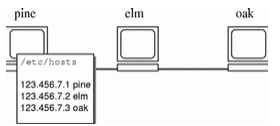 pine elm oak
/etc/hosts
123.456.7.1 pine
123.456.7.2 elm
123.456.7.3 oak